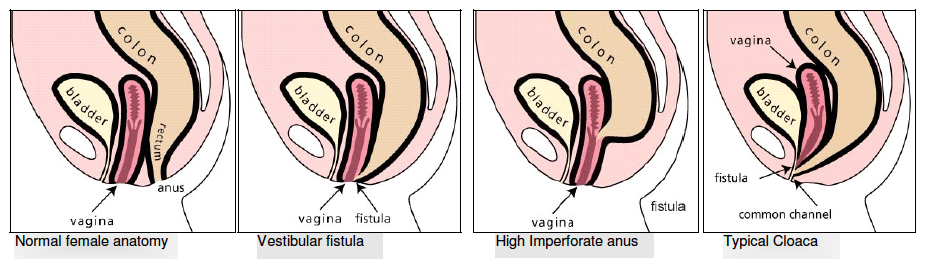 colon
bladder
rectum
anus
vagina
Normal female anatomy
colon
bladder
vagina fistula
Vestibular fistula
colon
bladder
vagina
fistula
High Imperforate anus
vagina
colon
bladder
fistula
common channel
Typical Cloaca